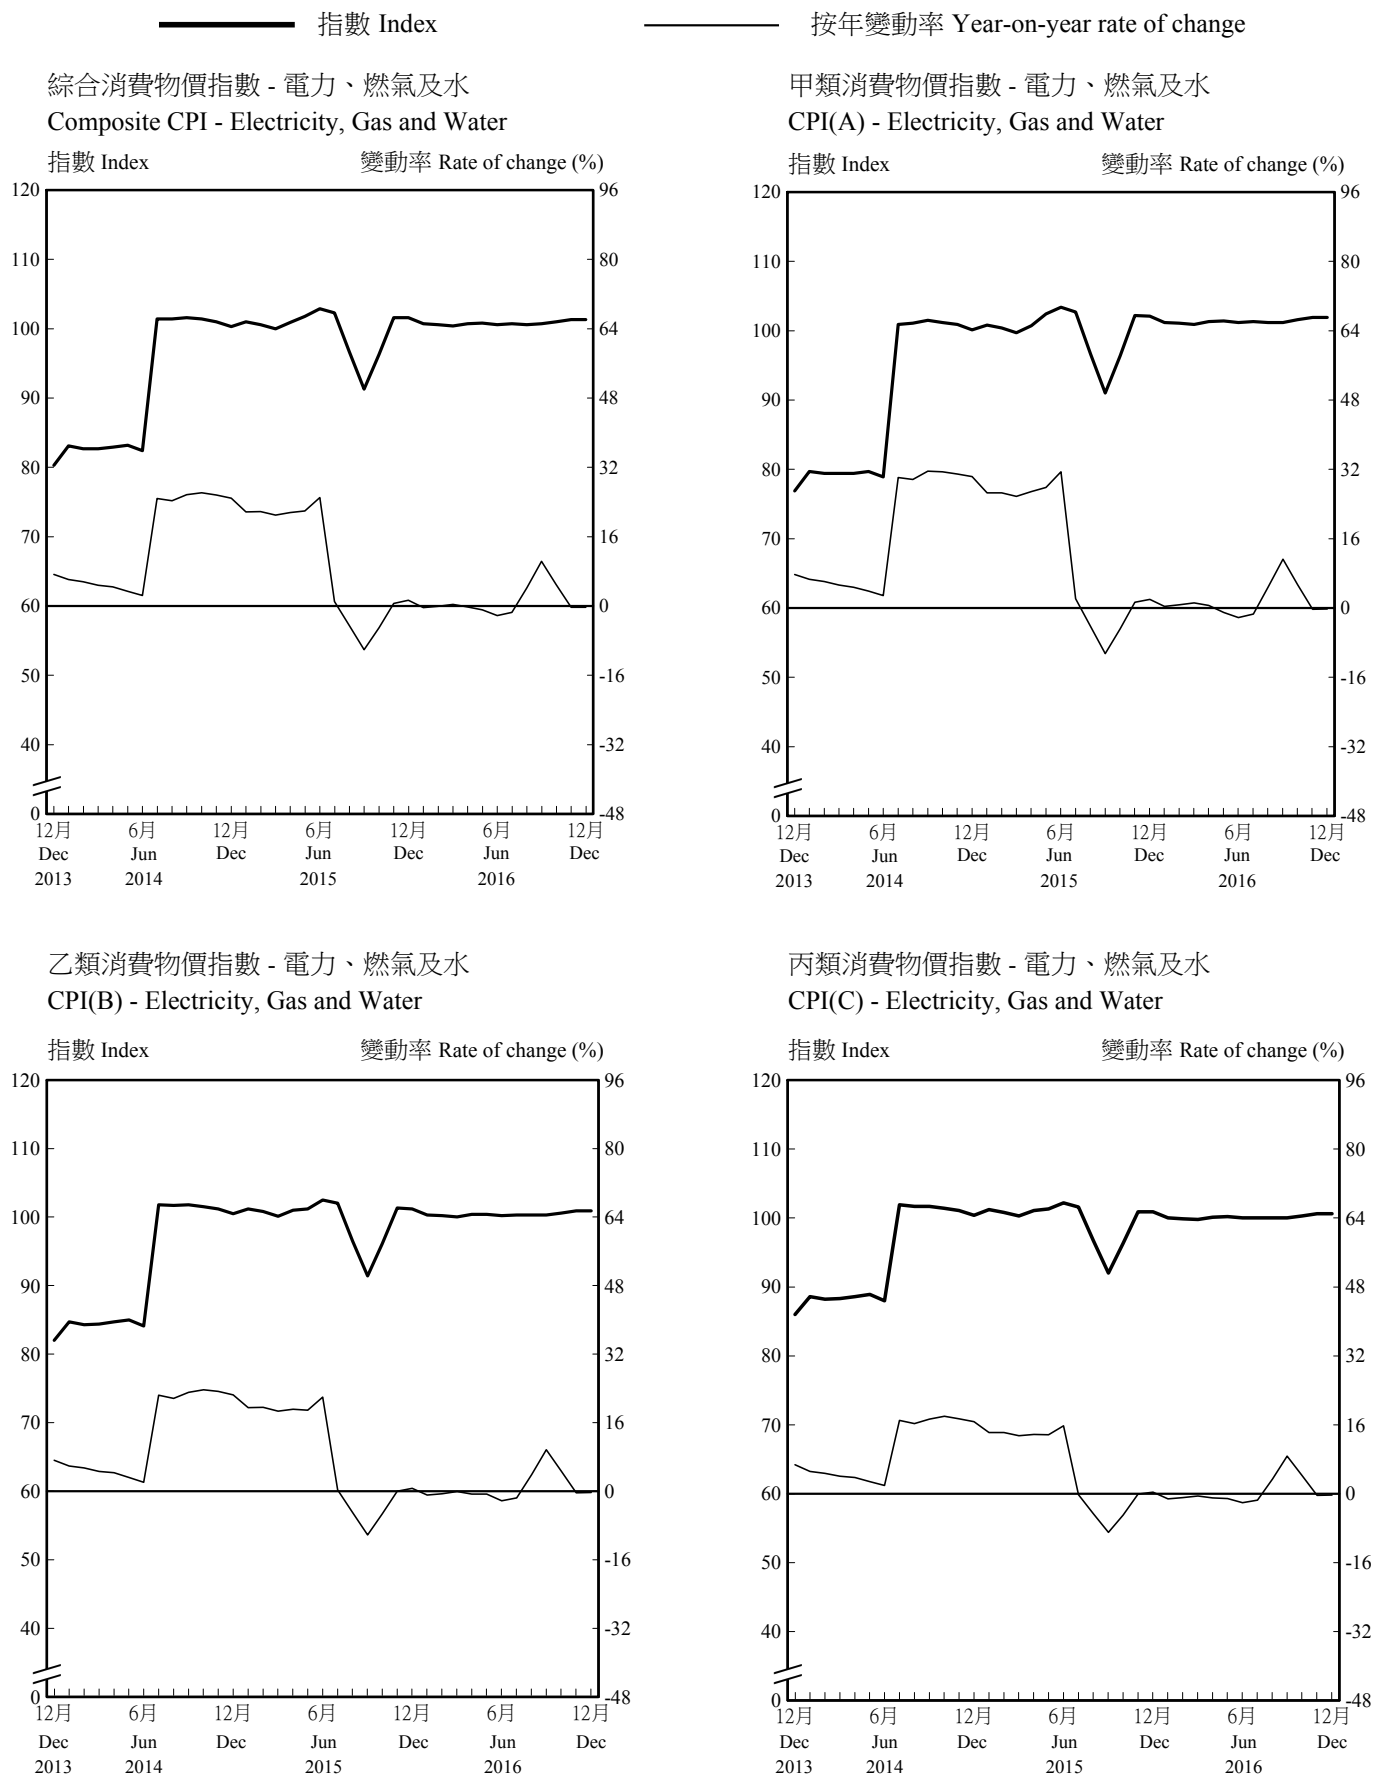 指數 Index
按年變動率 Year-on-year rate of change
綜合消費物價指數 - 電力、燃氣及水
Composite CPI - Electricity, Gas and Water
指數 Index
變動率 Rate of change (%)
120
110
100
90
80
70
60
50
40
0
96
80
64
48
32
16
0
-16
-32
-48
12月 6月 12月 6月 12月 6月 12月
Dec Jun Dec Jun Dec Jun Dec
2013 2014 2015 2016
甲類消費物價指數 - 電力、燃氣及水
CPI(A) - Electricity, Gas and Water
指數 Index
變動率 Rate of change (%)
120
110
100
90
80
70
60
50
40
0
96
80
64
48
32
16
0
-16
-32
-48
12月 6月 12月 6月 12月 6月 12月
Dec Jun Dec Jun Dec Jun Dec
2013 2014 2015 2016
乙類消費物價指數 - 電力、燃氣及水
CPI(B) - Electricity, Gas and Water
指數 Index
變動率 Rate of change (%)
120
110
100
90
80
70
60
50
40
0
96
80
64
48
32
16
0
-16
-32
-48
12月 6月 12月 6月 12月 6月 12月
Dec Jun Dec Jun Dec Jun Dec
2013 2014 2015 2016
丙類消費物價指數 - 電力、燃氣及水
CPI(C) - Electricity, Gas and Water
指數 Index
變動率 Rate of change (%)
120
110
100
90
80
70
60
50
40
0
96
80
64
48
32
16
0
-16
-32
-48
12月 6月 12月 6月 12月 6月 12月
Dec Jun Dec Jun Dec Jun Dec
2013 2014 2015 2016